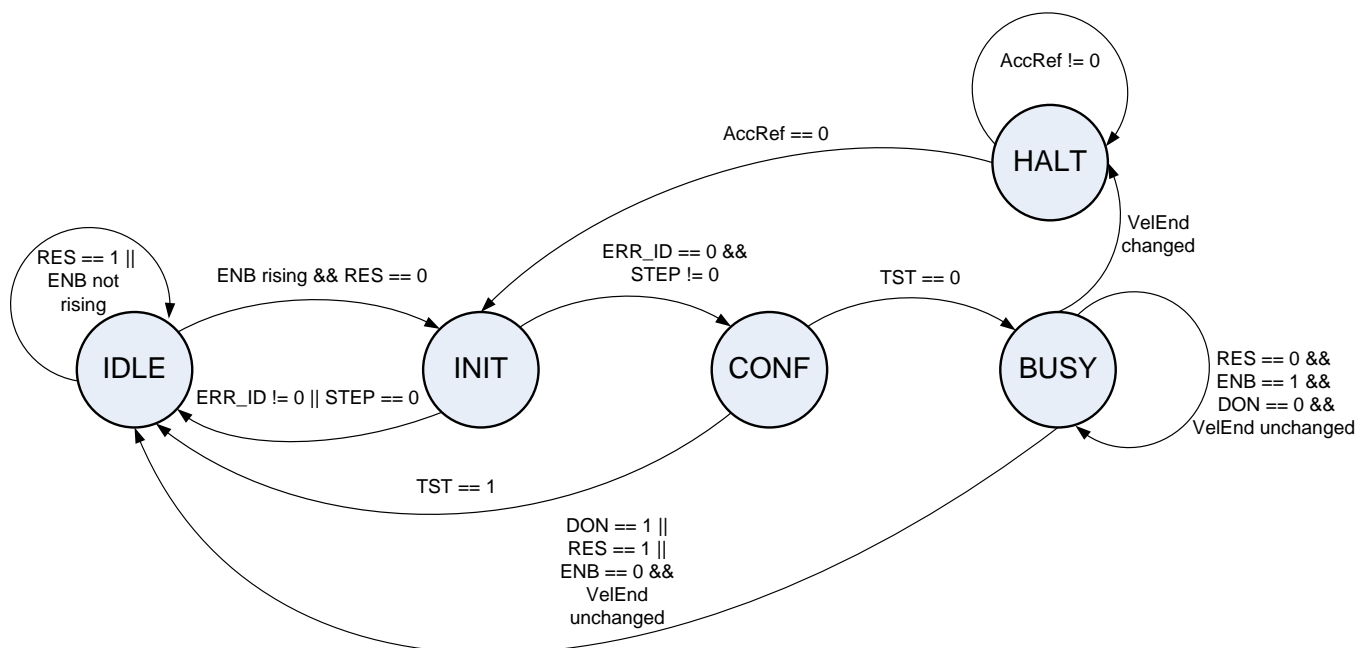 AccRef != 0
HALT
AccRef == 0
VelEnd
changed
RES == 1 ||
ENB not
rising
ENB rising && RES == 0
ERR_ID == 0 &&
STEP != 0
TST == 0
IDLE
INIT
CONF
BUSY
RES == 0 &&
ENB == 1 &&
DON == 0 &&
VelEnd unchanged
ERR_ID != 0 || STEP == 0
TST == 1
DON == 1 ||
RES == 1 ||
ENB == 0 &&
VelEnd
unchanged